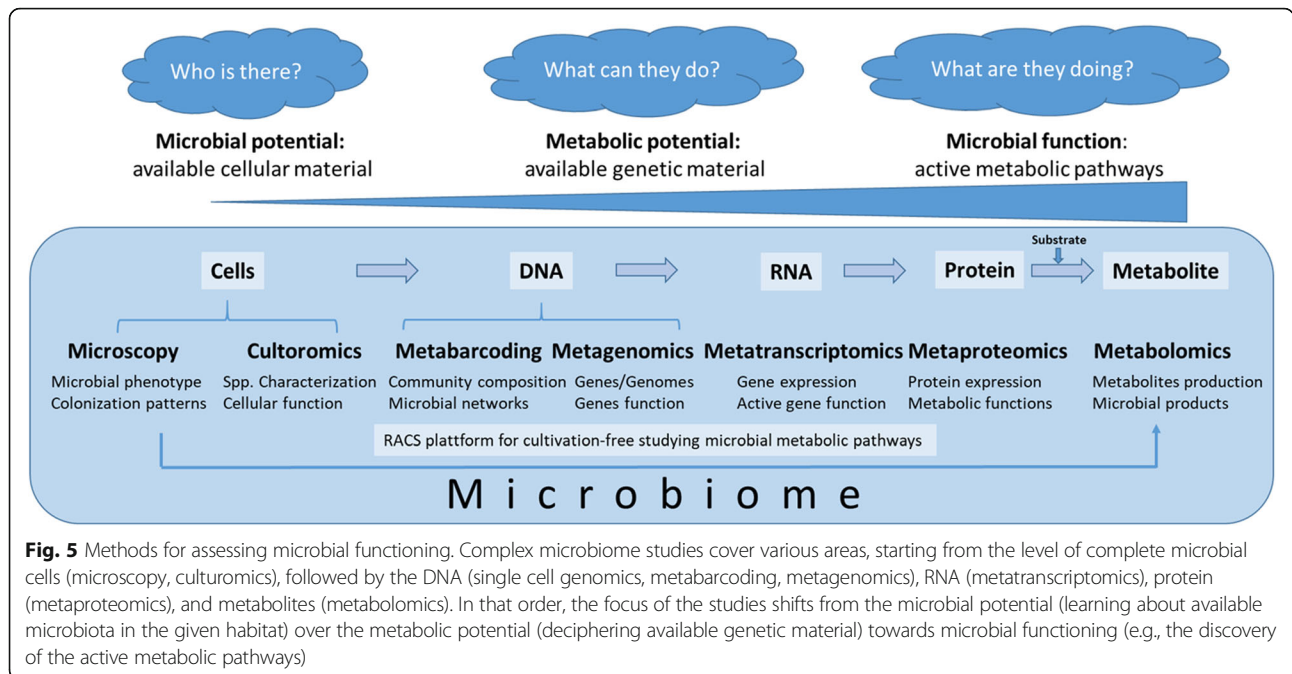 Who is there?
What can they do?
What are they doing?
Microbial potential:
available cellular material
Metabolic potential:
available genetic material
Microbial function:
active metabolic pathways
Cells
DNA
RNA
Protein
Substrate
Metabolite
Microscopy
Microbial phenotype
Colonization patterns
Cultoromics
Spp. Characterization
Cellular function
Metabarcoding
Community composition
Microbial networks
Metagenomics
Genes/Genomes
Genes function
Metatranscriptomics
Gene expression
Active gene function
Metaproteomics
Protein expression
Metabolic functions
Metabolomics
Metabolites production
Microbial products
RACS plattform for cultivation-free studying microbial metabolic pathways
Microbiome
Fig. 5 Methods for assessing microbial functioning. Complex microbiome studies cover various areas, starting from the level of complete microbial
cells (microscopy, culturomics), followed by the DNA (single cell genomics, metabarcoding, metagenomics), RNA (metatranscriptomics), protein
(metaproteomics), and metabolites (metabolomics). In that order, the focus of the studies shifts from the microbial potential (learning about available
microbiota in the given habitat) over the metabolic potential (deciphering available genetic material) towards microbial functioning (e.g., the discovery
of the active metabolic pathways)